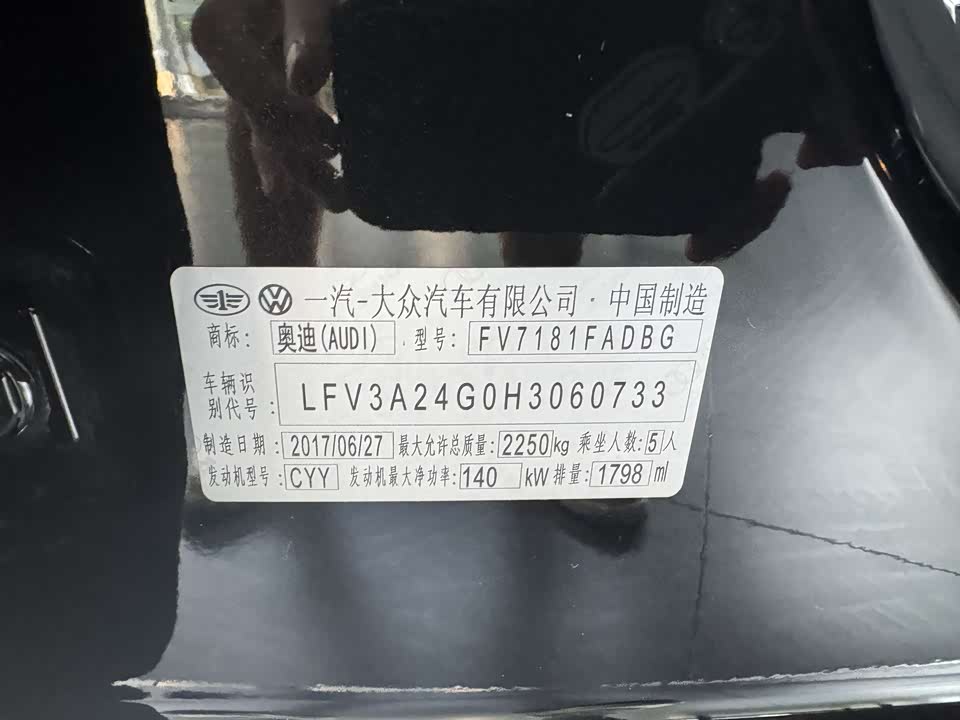 一汽-大众汽车有限公司·中国制造
商标: 奥迪(AUDI) 型号: FV7181FADBG
车辆识别代号: LFV3A24G0H3060733
制造日期: 2017/06/27 最大允许总质量: 2250kg 乘坐人数: 5人
发动机型号: CYY 发动机最大净功率: 140 kW 排量: 1798 ml